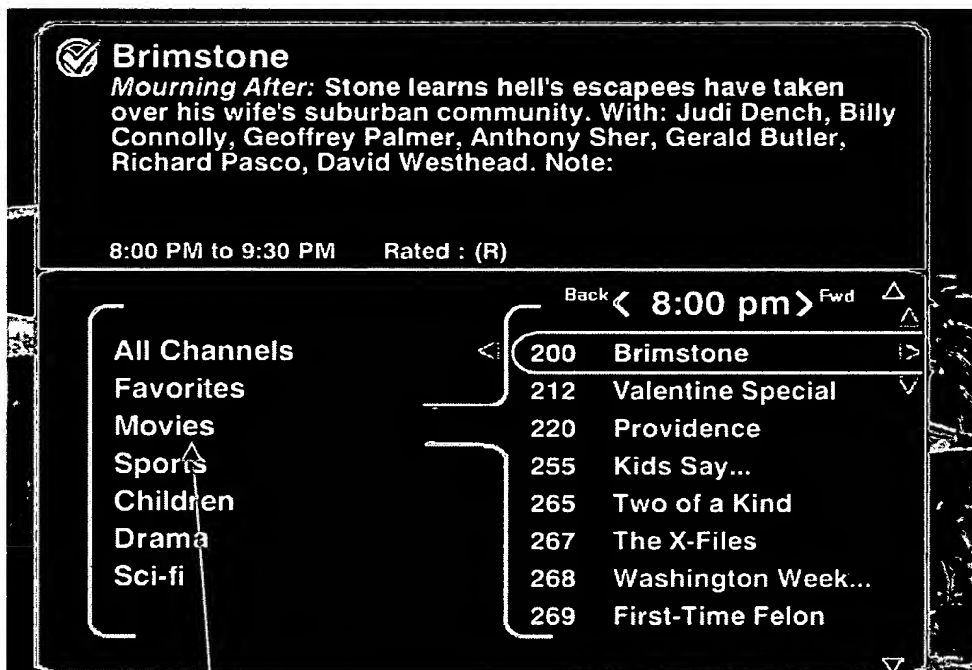 Brimstone
Mourning After: Stone learns hell's escapees have taken
over his wife's suburban community. With: Judi Dench, Billy
Connolly, Geoffrey Palmer, Anthony Sher, Gerald Butler,
Richard Pasco, David Westhead. Note:
8:00 PM to 9:30 PM Rated : (R)
Back < 8:00 pm > Fwd
All Channels
Favorites
Movies
Sports
Children
Drama
Sci-fi
200 Brimstone
212 Valentine Special
220 Providence
255 Kids Say...
265 Two of a Kind
267 The X-Files
268 Washington Week...
269 First-Time Felon